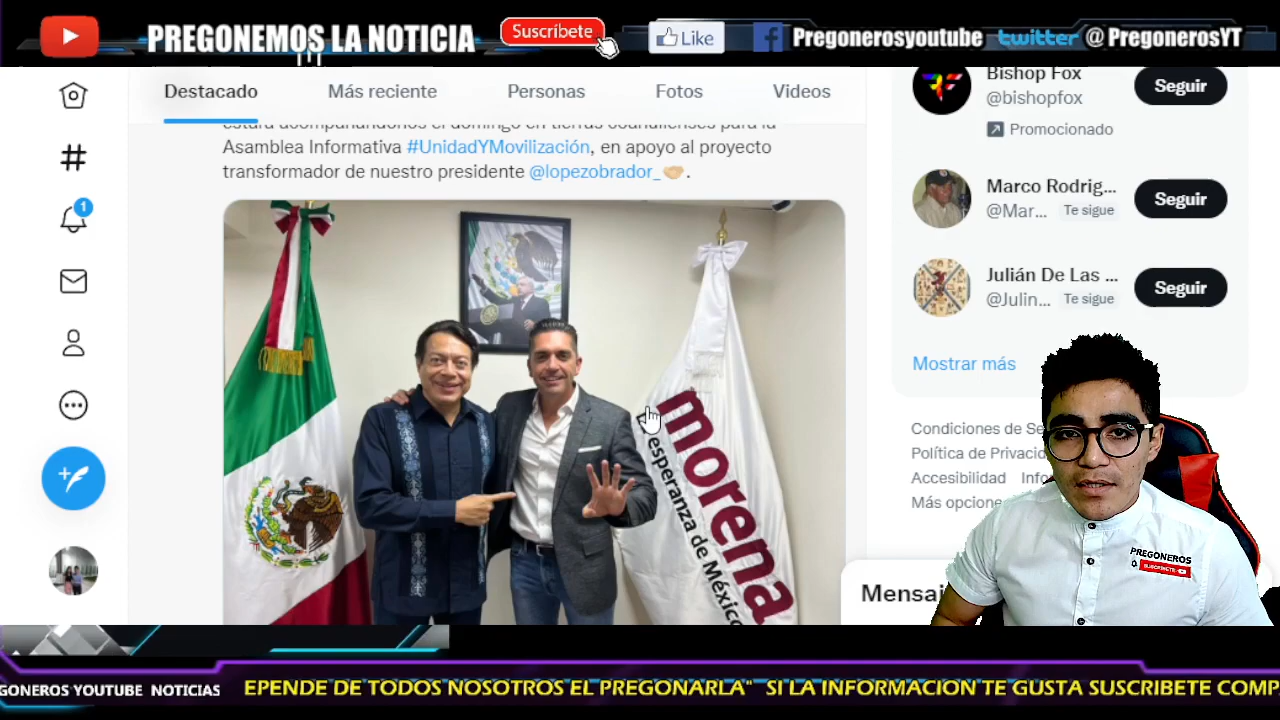 PREGONEMOS LA NOTICIA
Suscríbete
Like
Pregonerosyoutube
twitter @PregonerosYT
Destacado
Más reciente
Personas
Fotos
Videos
Asamblea Informativa #UnidadYMovilización, en apoyo al proyecto
transformador de nuestro presidente @lopezobrador_🤝.
1
morena
La esperanza de México
Bishop Fox
@bishopfox
Promocionado
Seguir
Marco Rodrig...
@Mar... Te sigue
Seguir
Julián De Las ...
@Julin... Te sigue
Seguir
Mostrar más
Condiciones de Se
Política de Privacid
Accesibilidad Info
Más opcione
Mensaj
PREGONEROS
SUSCRIBETE
GONEROS YOUTUBE NOTICIAS
EPENDE DE TODOS NOSOTROS EL PREGONARLA" SI LA INFORMACION TE GUSTA SUSCRIBETE COMP